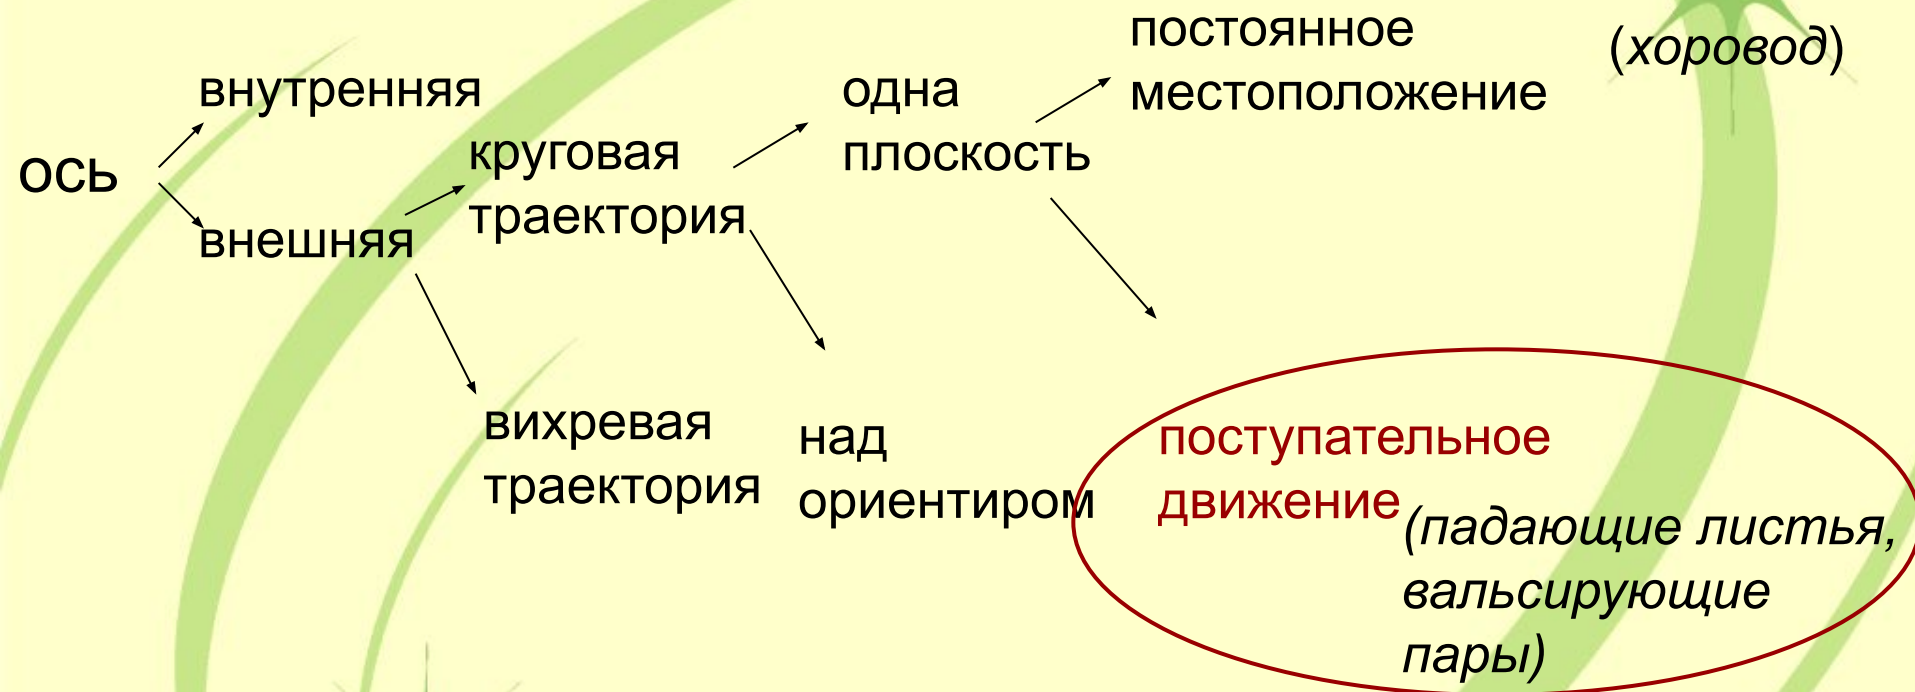 ось
внутренняя
внешняя
круговая
траектория
вихревая
траектория
одна
плоскость
над
ориентиром
постоянное
местоположение
(хоровод)
поступательное
движение
(падающие листья,
вальсирующие
пары)